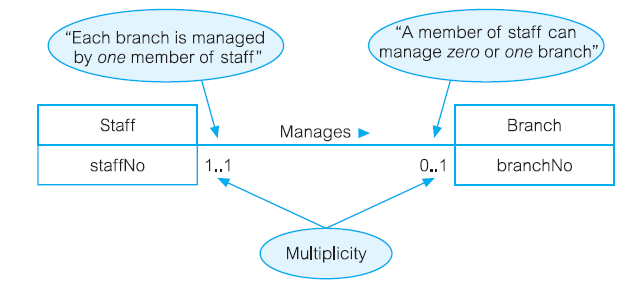 “Each branch is managed
by one member of staff”
“A member of staff can
manage zero or one branch”
Staff
Manages ►
Branch
staffNo
1..1
0..1
branchNo
Multiplicity